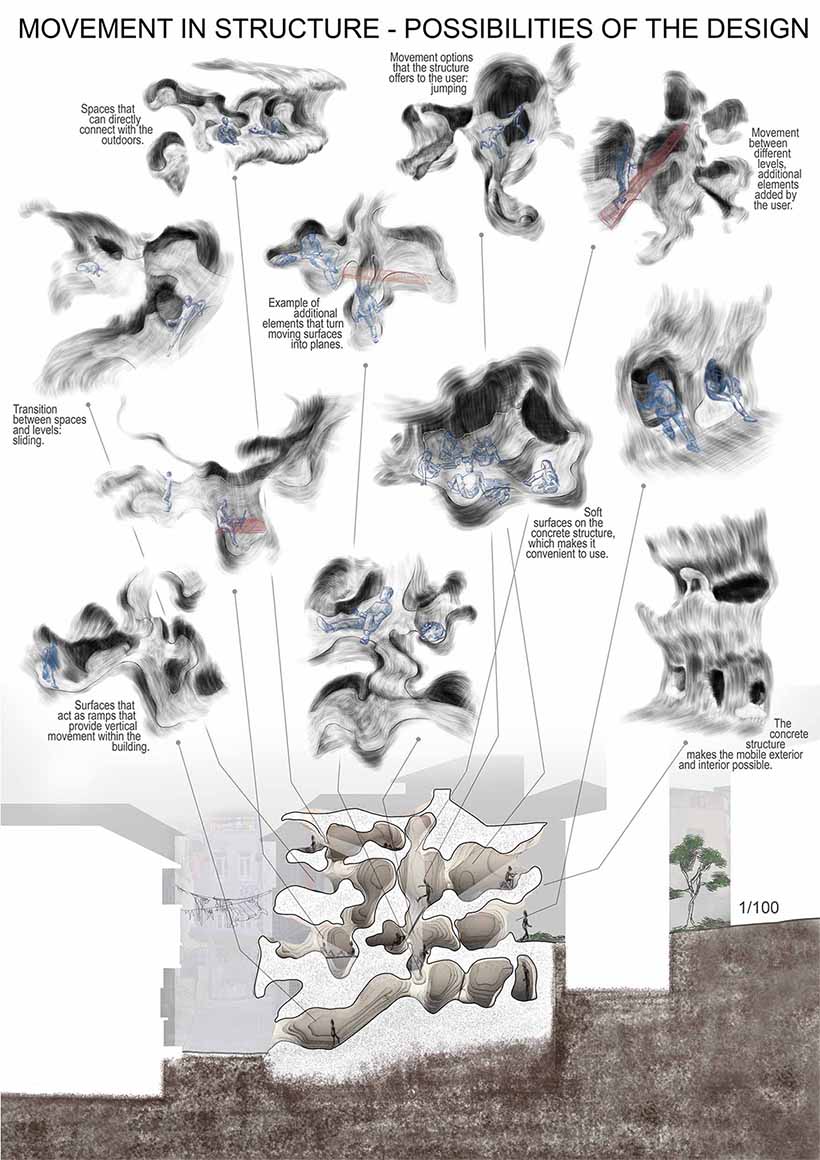 MOVEMENT IN STRUCTURE - POSSIBILITIES OF THE DESIGN
Spaces that
can directly
connect with the
outdoors.
Movement options
that the structure
offers to the user:
jumping
Movement
between
different
levels,
additional
elements
added by
the user.
Example of
additional
elements that turn
moving surfaces
into planes.
Transition
between spaces
and levels:
sliding.
Soft
surfaces on the
concrete structure,
which makes it
convenient to use.
Surfaces that
act as ramps that
provide vertical
movement within the
building.
The
concrete
structure
makes the mobile exterior
and interior possible.
1/100